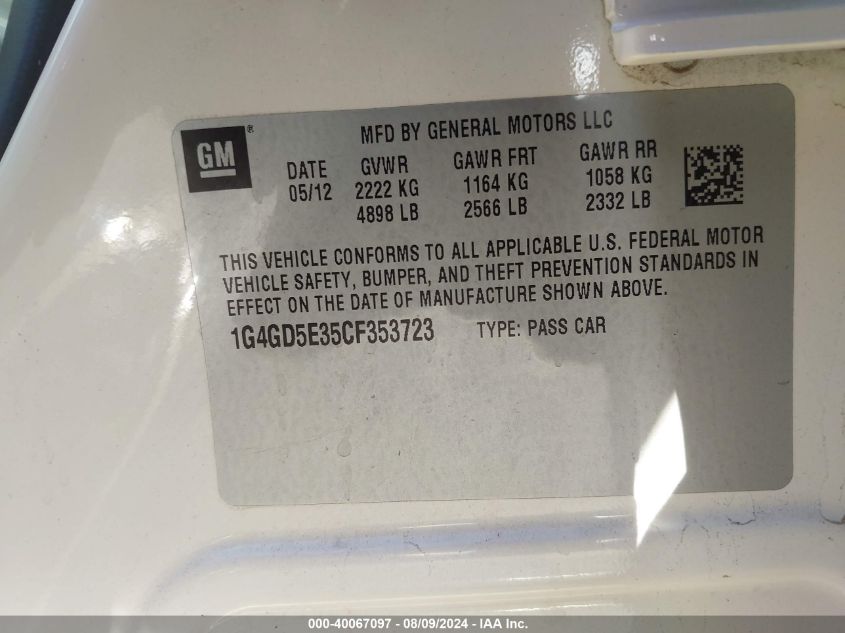 GM ®
MFD BY GENERAL MOTORS LLC
DATE GVWR GAWR FRT GAWR RR
05/12 2222 KG 1164 KG 1058 KG
4898 LB 2566 LB 2332 LB
THIS VEHICLE CONFORMS TO ALL APPLICABLE U.S. FEDERAL MOTOR
VEHICLE SAFETY, BUMPER, AND THEFT PREVENTION STANDARDS IN
EFFECT ON THE DATE OF MANUFACTURE SHOWN ABOVE.
1G4GD5E35CF353723 TYPE: PASS CAR
000-40067097 - 08/09/2024 - IAA Inc.